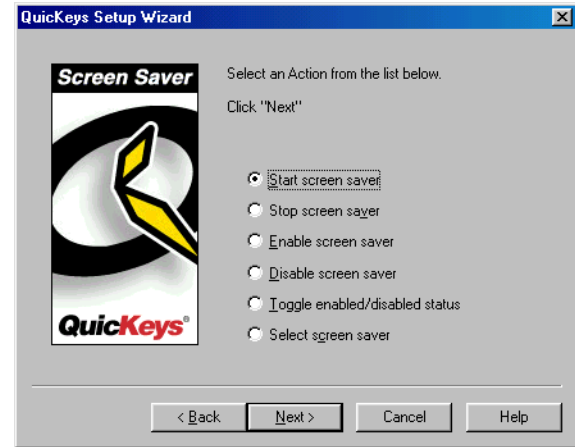 QuicKeys Setup Wizard
Screen Saver
Select an Action from the list below.
Click "Next"
Start screen saver
Stop screen saver
Enable screen saver
Disable screen saver
Toggle enabled/disabled status
Select screen saver
QuicKeys®
< Back
Next >
Cancel
Help